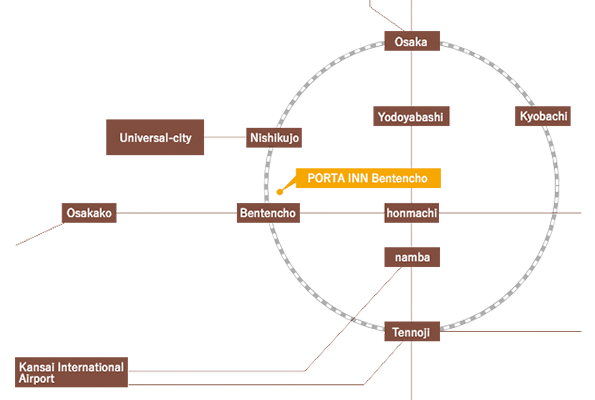 Osaka
Yodoyabashi
Kyobachi
Universal-city
Nishikujo
PORTA INN Bentencho
Osakako
Bentencho
honmachi
namba
Tennoji
Kansai International
Airport